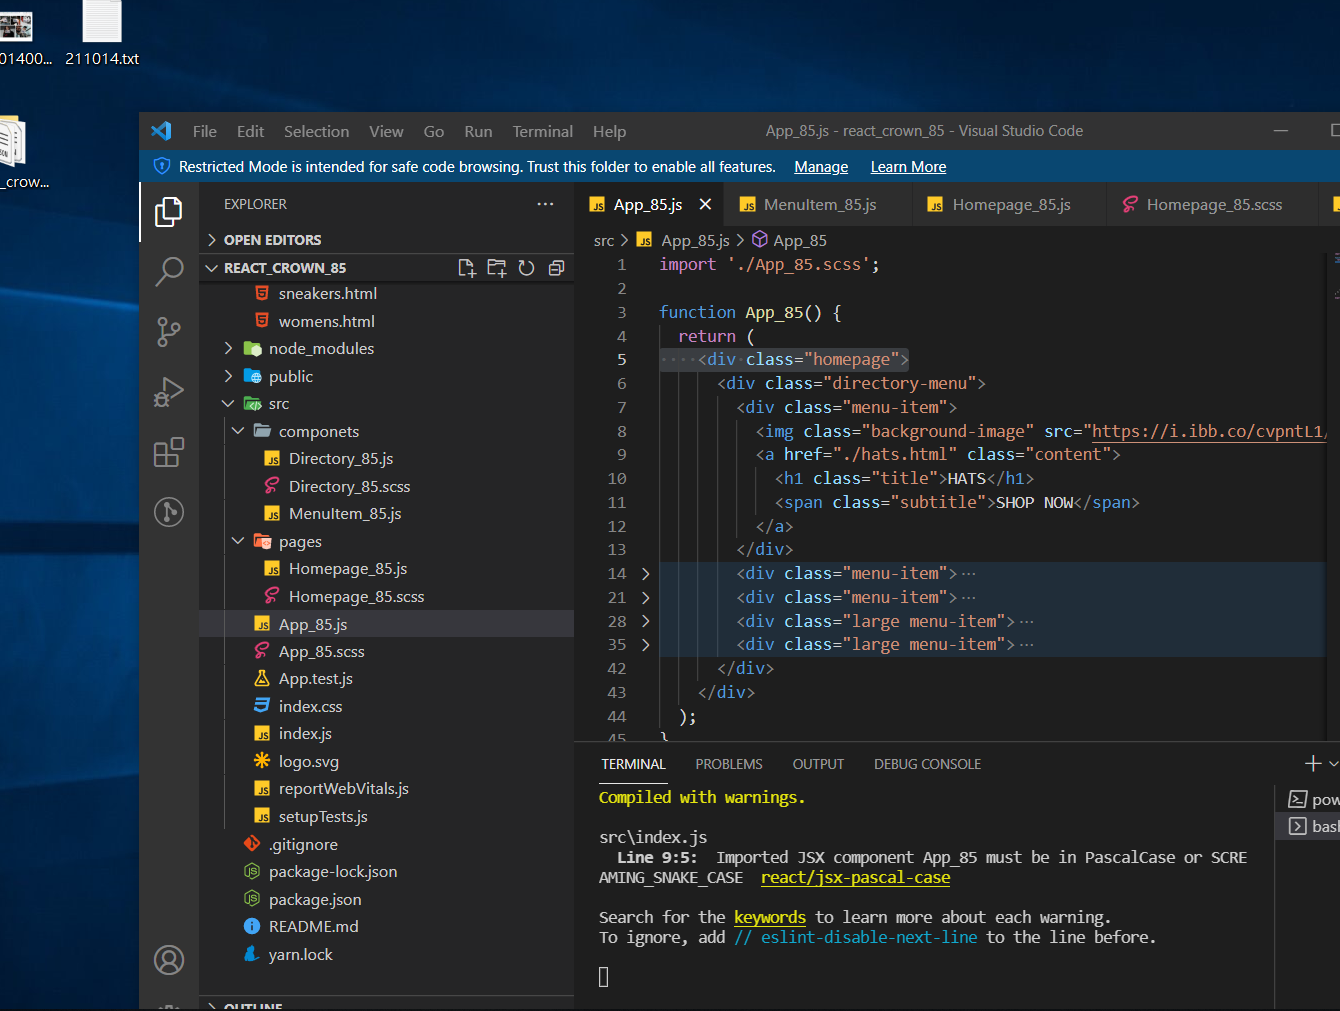 01400...
211014.txt
_crow...
File Edit Selection View Go Run Terminal Help
App_85.js - react_crown_85 - Visual Studio Code
Restricted Mode is intended for safe code browsing. Trust this folder to enable all features. Manage Learn More
EXPLORER
OPEN EDITORS
REACT_CROWN_85
sneakers.html
womens.html
node_modules
public
src
componets
Directory_85.js
Directory_85.scss
MenuItem_85.js
pages
Homepage_85.js
Homepage_85.scss
App_85.js
App_85.scss
App.test.js
index.css
index.js
logo.svg
reportWebVitals.js
setupTests.js
.gitignore
package-lock.json
package.json
README.md
yarn.lock
OUTLINE
App_85.js MenuItem_85.js Homepage_85.js Homepage_85.scss
src > App_85.js > App_85
1 import './App_85.scss';
2
3 function App_85() {
4 return (
5 <div class="homepage">
6 <div class="directory-menu">
7 <div class="menu-item">
8 <img class="background-image" src="https://i.ibb.co/cvpntL1/
9 <a href="./hats.html" class="content">
10 <h1 class="title">HATS</h1>
11 <span class="subtitle">SHOP NOW</span>
12 </a>
13 </div>
14 <div class="menu-item">···
21 <div class="menu-item">···
28 <div class="large menu-item">···
35 <div class="large menu-item">···
42 </div>
43 </div>
44 );
45 }
TERMINAL PROBLEMS OUTPUT DEBUG CONSOLE
Compiled with warnings.
src\index.js
Line 9:5: Imported JSX component App_85 must be in PascalCase or SCRE
AMING_SNAKE_CASE react/jsx-pascal-case
Search for the keywords to learn more about each warning.
To ignore, add // eslint-disable-next-line to the line before.
pow
bash